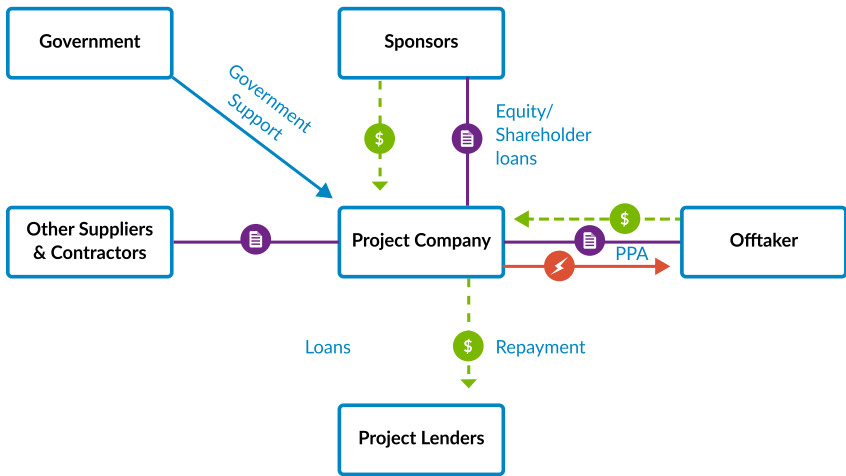 Government
Sponsors
Government
Support
$
Equity/
Shareholder
loans
Other Suppliers
& Contractors
Project Company
$
PPA
Offtaker
Loans
$
Repayment
Project Lenders